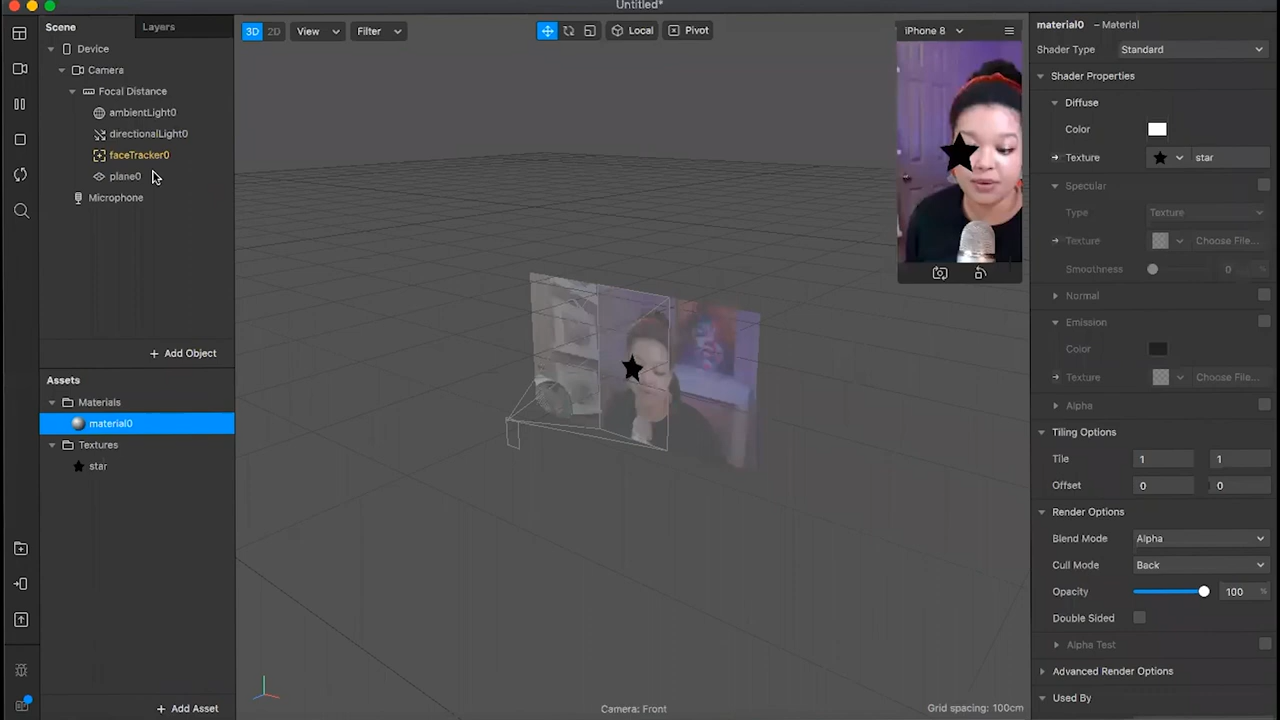 Untitled*
Scene
Layers
Device
Camera
Focal Distance
ambientLight0
directionalLight0
faceTracker0
plane0
Microphone
+ Add Object
Assets
Materials
material0
Textures
star
+ Add Asset
3D
2D
View
Filter
Local
Pivot
iPhone 8
Camera: Front
Grid spacing: 100cm
material0 – Material
Shader Type
Standard
Shader Properties
Diffuse
Color
Texture
star
Specular
Type
Texture
Texture
Choose File...
Smoothness
0
%
Normal
Emission
Color
Texture
Choose File...
Alpha
Tiling Options
Tile
1
1
Offset
0
0
Render Options
Blend Mode
Alpha
Cull Mode
Back
Opacity
100
%
Double Sided
Alpha Test
Advanced Render Options
Used By